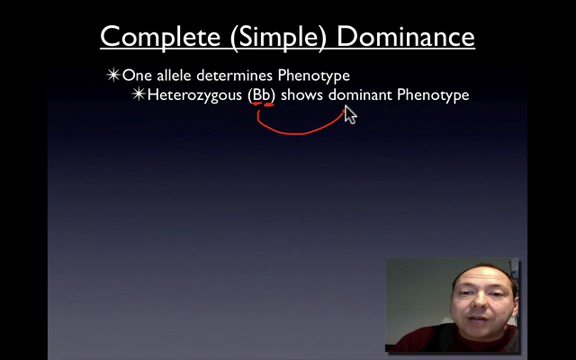 Complete (Simple) Dominance
✴One allele determines Phenotype
✴Heterozygous (Bb) shows dominant Phenotype